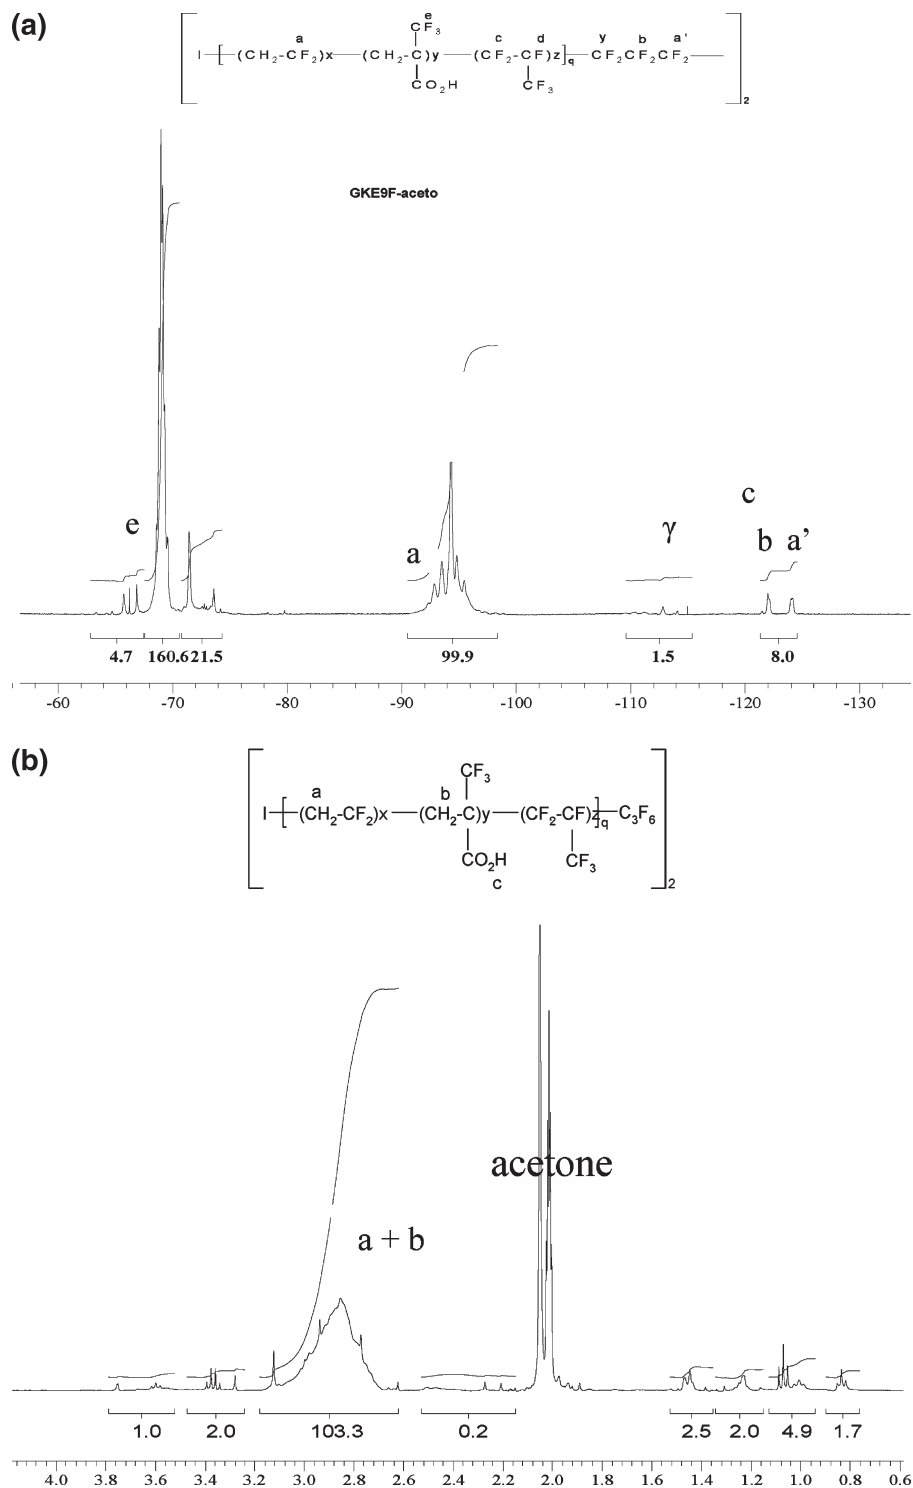 (a)
e
CF3
a c d y b a'
I [ (CH2-CF2)x (CH2-C)y (CF2-CF)z]q CF2CF2CF2
CO2H CF3
2
GKE9F-aceto
e a γ c b a’
4.7 160.6 21.5 99.9 1.5 8.0
-60 -70 -80 -90 -100 -110 -120 -130
(b)
CF3
a b
I [ (CH2-CF2)x (CH2-C)y (CF2-CF)z]q C3F6
CO2H CF3
c 2
acetone
a + b
1.0 2.0 103.3 0.2 2.5 2.0 4.9 1.7
4.0 3.8 3.6 3.4 3.2 3.0 2.8 2.6 2.4 2.2 2.0 1.8 1.6 1.4 1.2 1.0 0.8 0.6